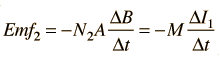 Emf₂ = −N₂A ΔB/Δt = −M ΔI₁/Δt